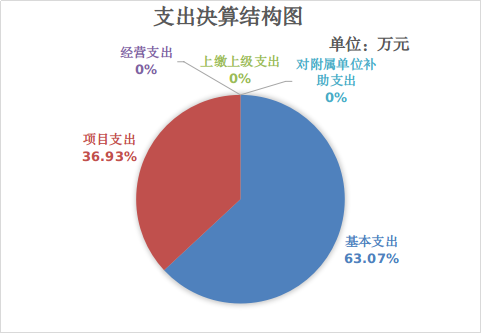 支出决算结构图
单位：万元
经营支出
0%
上缴上级支出
0%
对附属单位补
助支出
0%
项目支出
36.93%
基本支出
63.07%